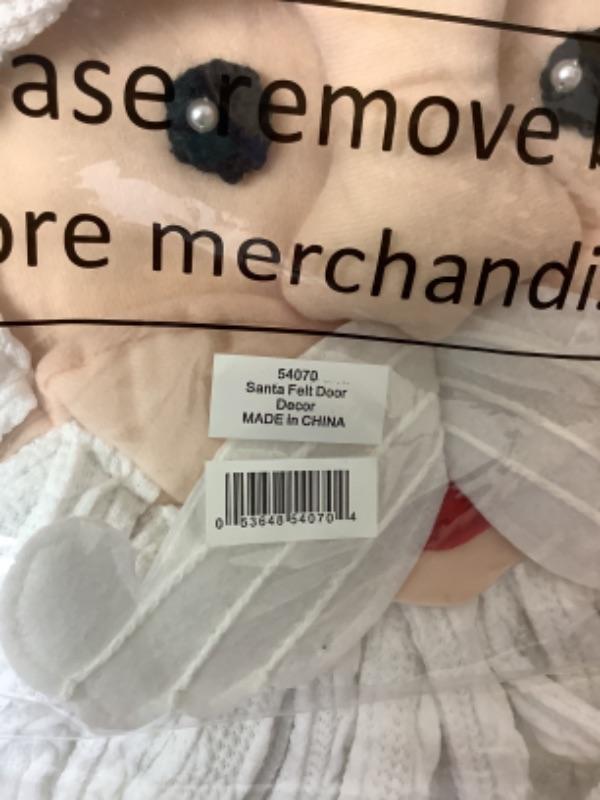 ase remove
ore merchandi
54070
Santa Felt Door
Decor
MADE in CHINA
0 53648 54070 4